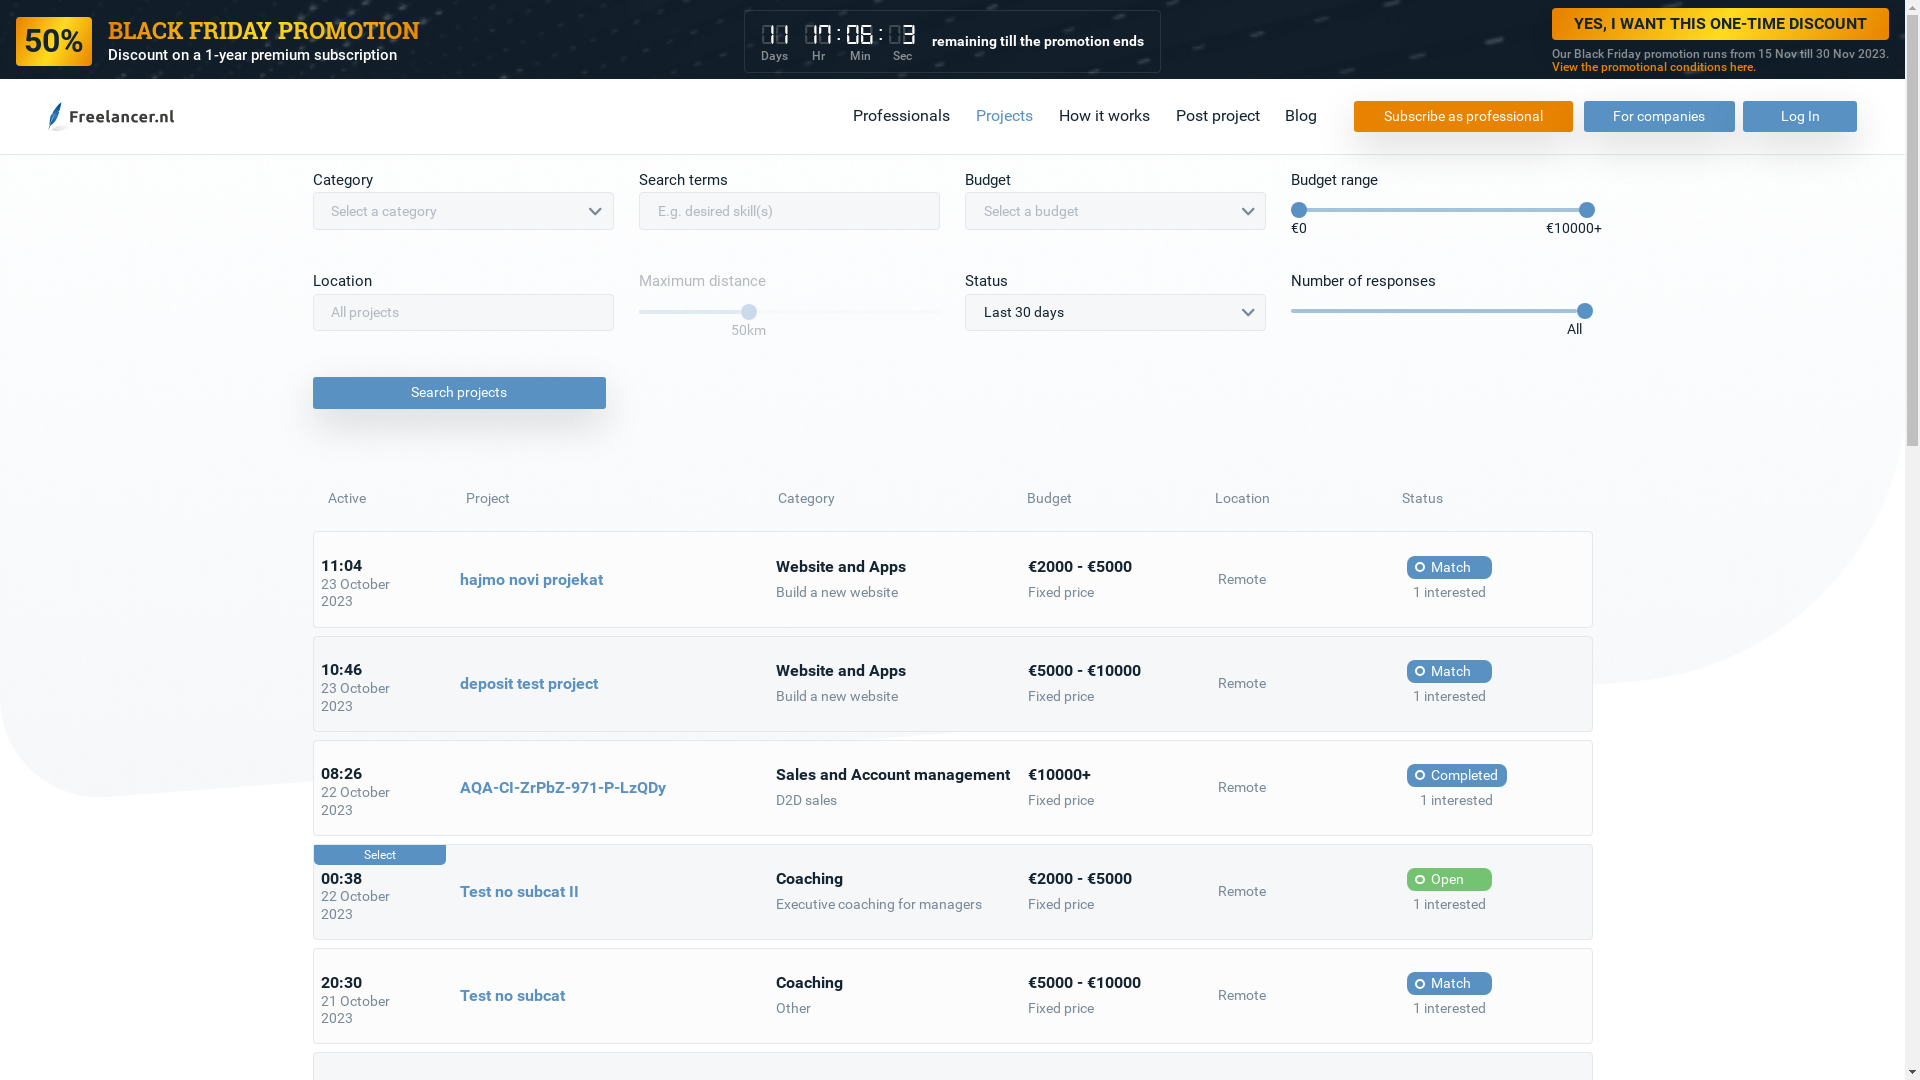 50%
BLACK FRIDAY PROMOTION
Discount on a 1-year premium subscription
11 17 : 06 : 3
Days Hr Min Sec
remaining till the promotion ends
YES, I WANT THIS ONE-TIME DISCOUNT
Our Black Friday promotion runs from 15 Nov till 30 Nov 2023.
View the promotional conditions here.
Freelancer.nl
Professionals Projects How it works Post project Blog Subscribe as professional For companies Log In
Category Search terms Budget Budget range
Select a category E.g. desired skill(s) Select a budget
€0 €10000+
Location Maximum distance Status Number of responses
All projects Last 30 days
50km All
Search projects
Active Project Category Budget Location Status
11:04
23 October
2023
hajmo novi projekat
Website and Apps
Build a new website
€2000 - €5000
Fixed price
Remote
Match
1 interested
10:46
23 October
2023
deposit test project
Website and Apps
Build a new website
€5000 - €10000
Fixed price
Remote
Match
1 interested
08:26
22 October
2023
AQA-CI-ZrPbZ-971-P-LzQDy
Sales and Account management
D2D sales
€10000+
Fixed price
Remote
Completed
1 interested
Select
00:38
22 October
2023
Test no subcat II
Coaching
Executive coaching for managers
€2000 - €5000
Fixed price
Remote
Open
1 interested
20:30
21 October
2023
Test no subcat
Coaching
Other
€5000 - €10000
Fixed price
Remote
Match
1 interested